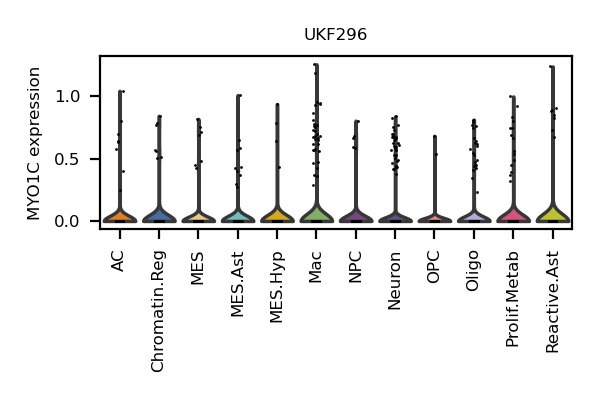 UKF296
MYO1C expression
1.0
0.5
0.0
AC
Chromatin.Reg
MES
MES.Ast
MES.Hyp
Mac
NPC
Neuron
OPC
Oligo
Prolif.Metab
Reactive.Ast